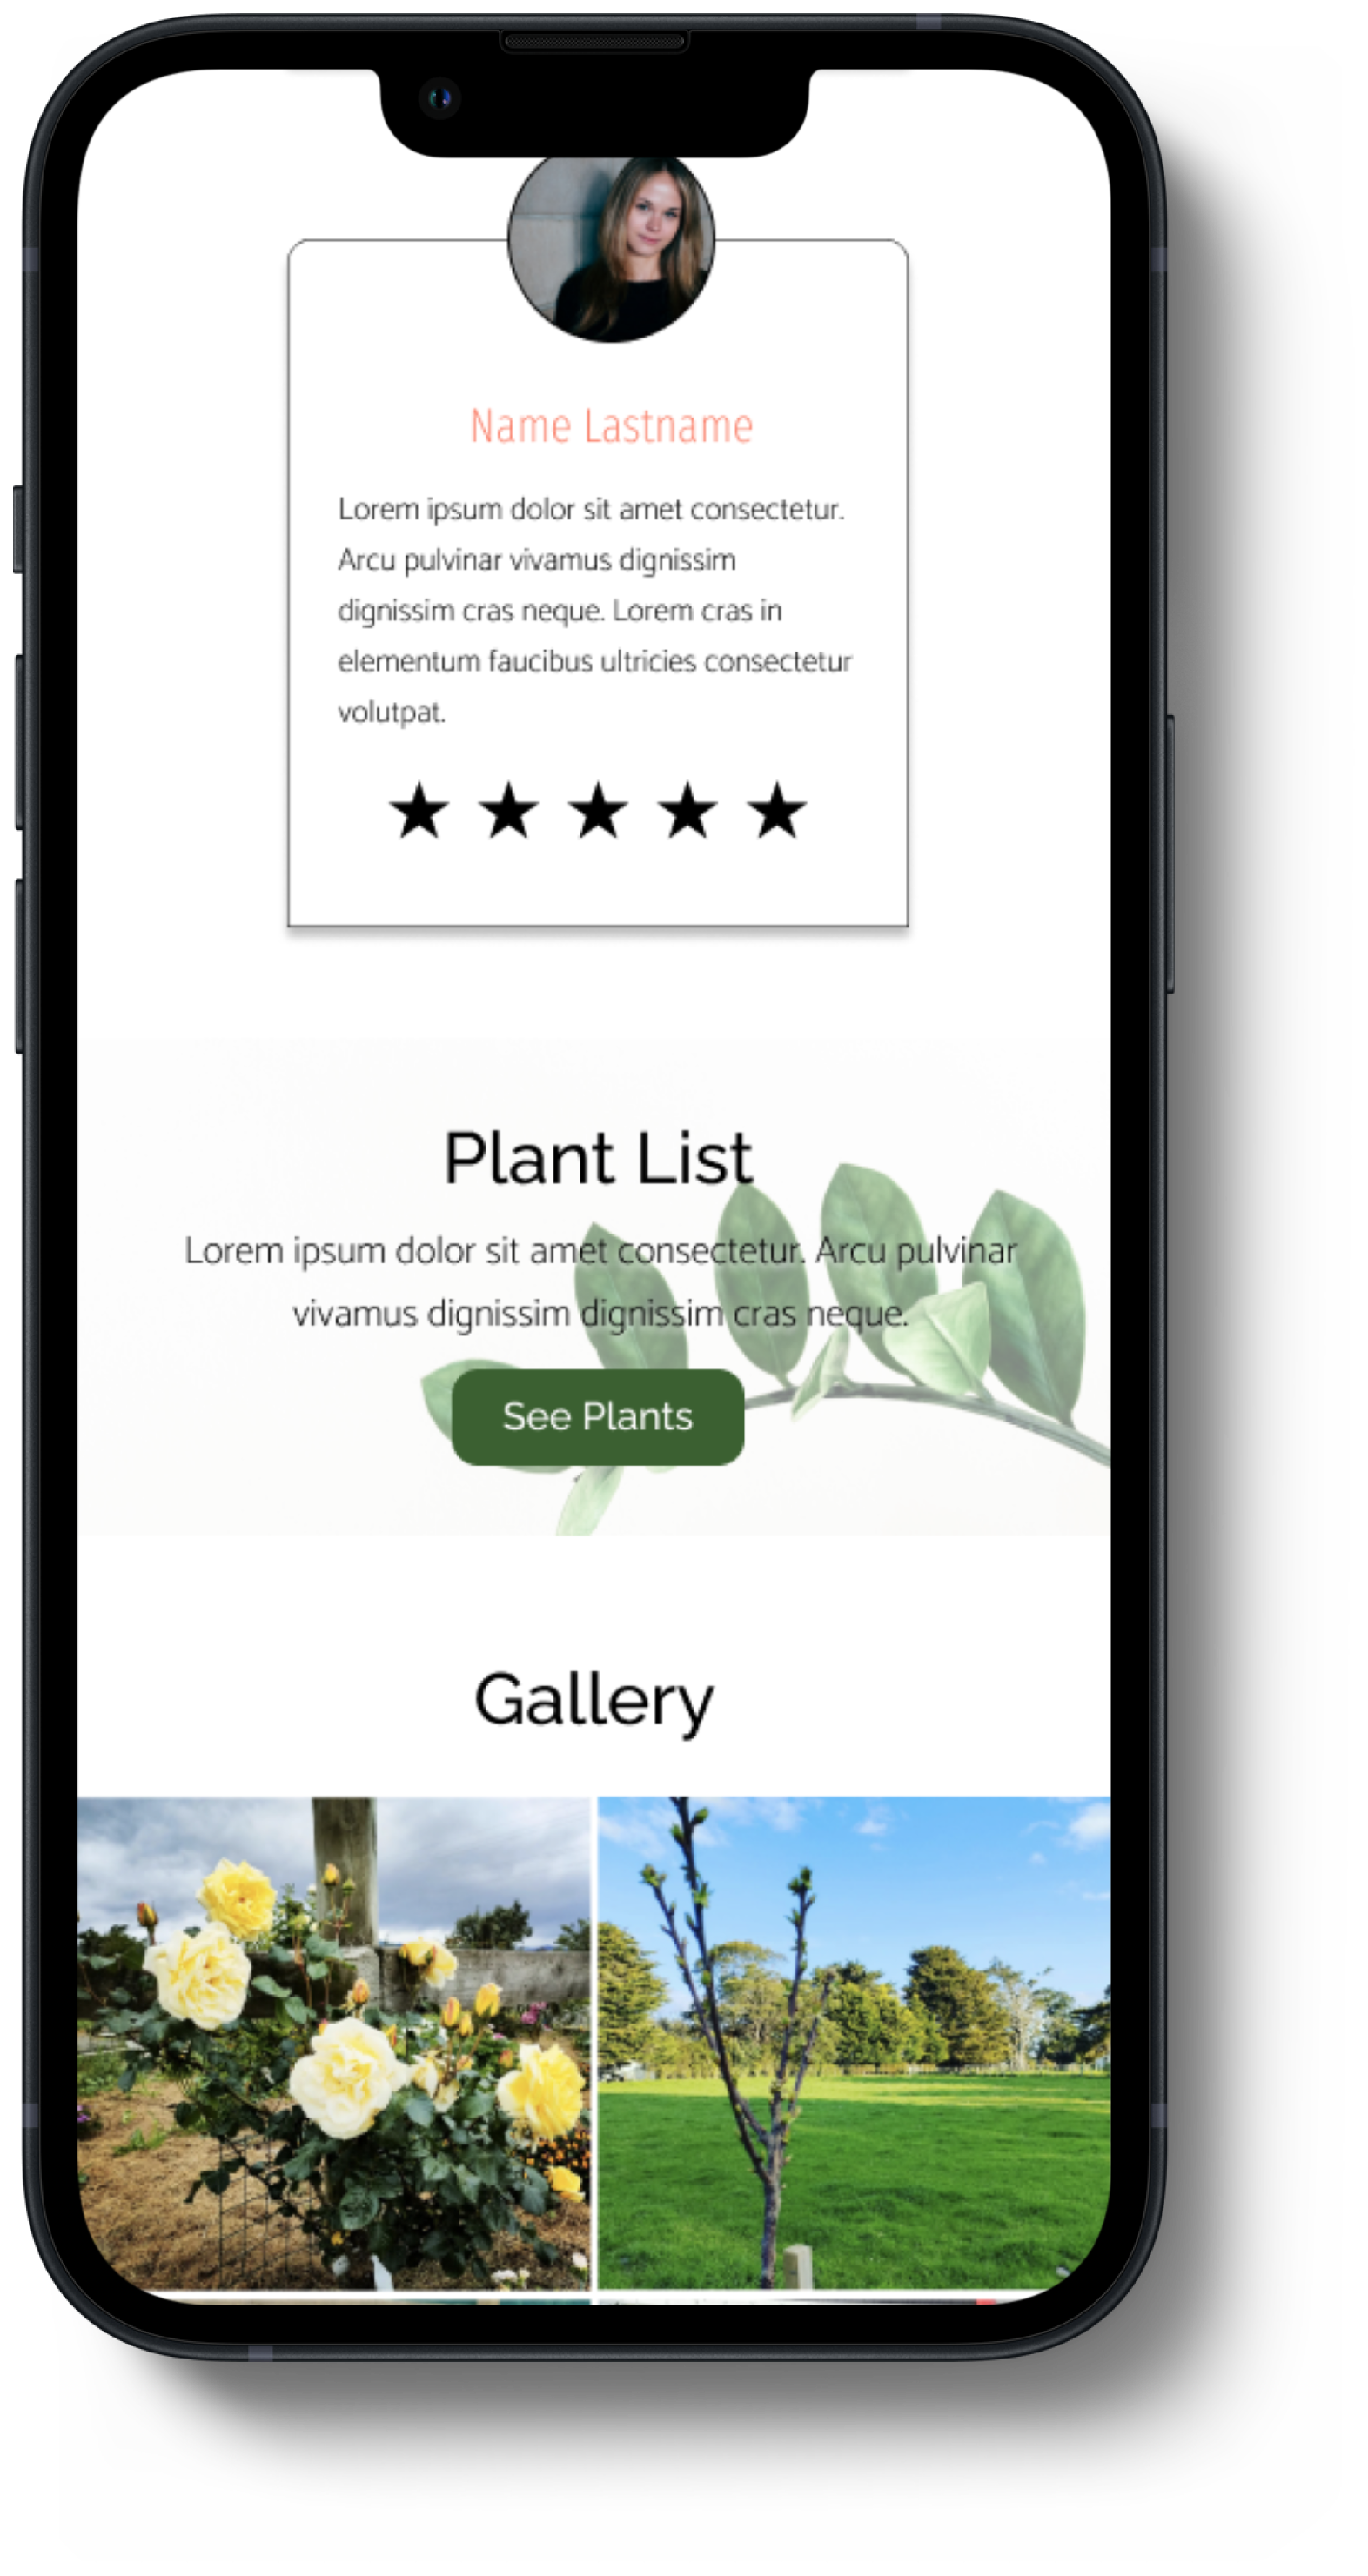 Name Lastname
Lorem ipsum dolor sit amet consectetur.
Arcu pulvinar vivamus dignissim
dignissim cras neque. Lorem cras in
elementum faucibus ultricies consectetur
volutpat.
Plant List
Lorem ipsum dolor sit amet consectetur. Arcu pulvinar
vivamus dignissim dignissim cras neque.
See Plants
Gallery